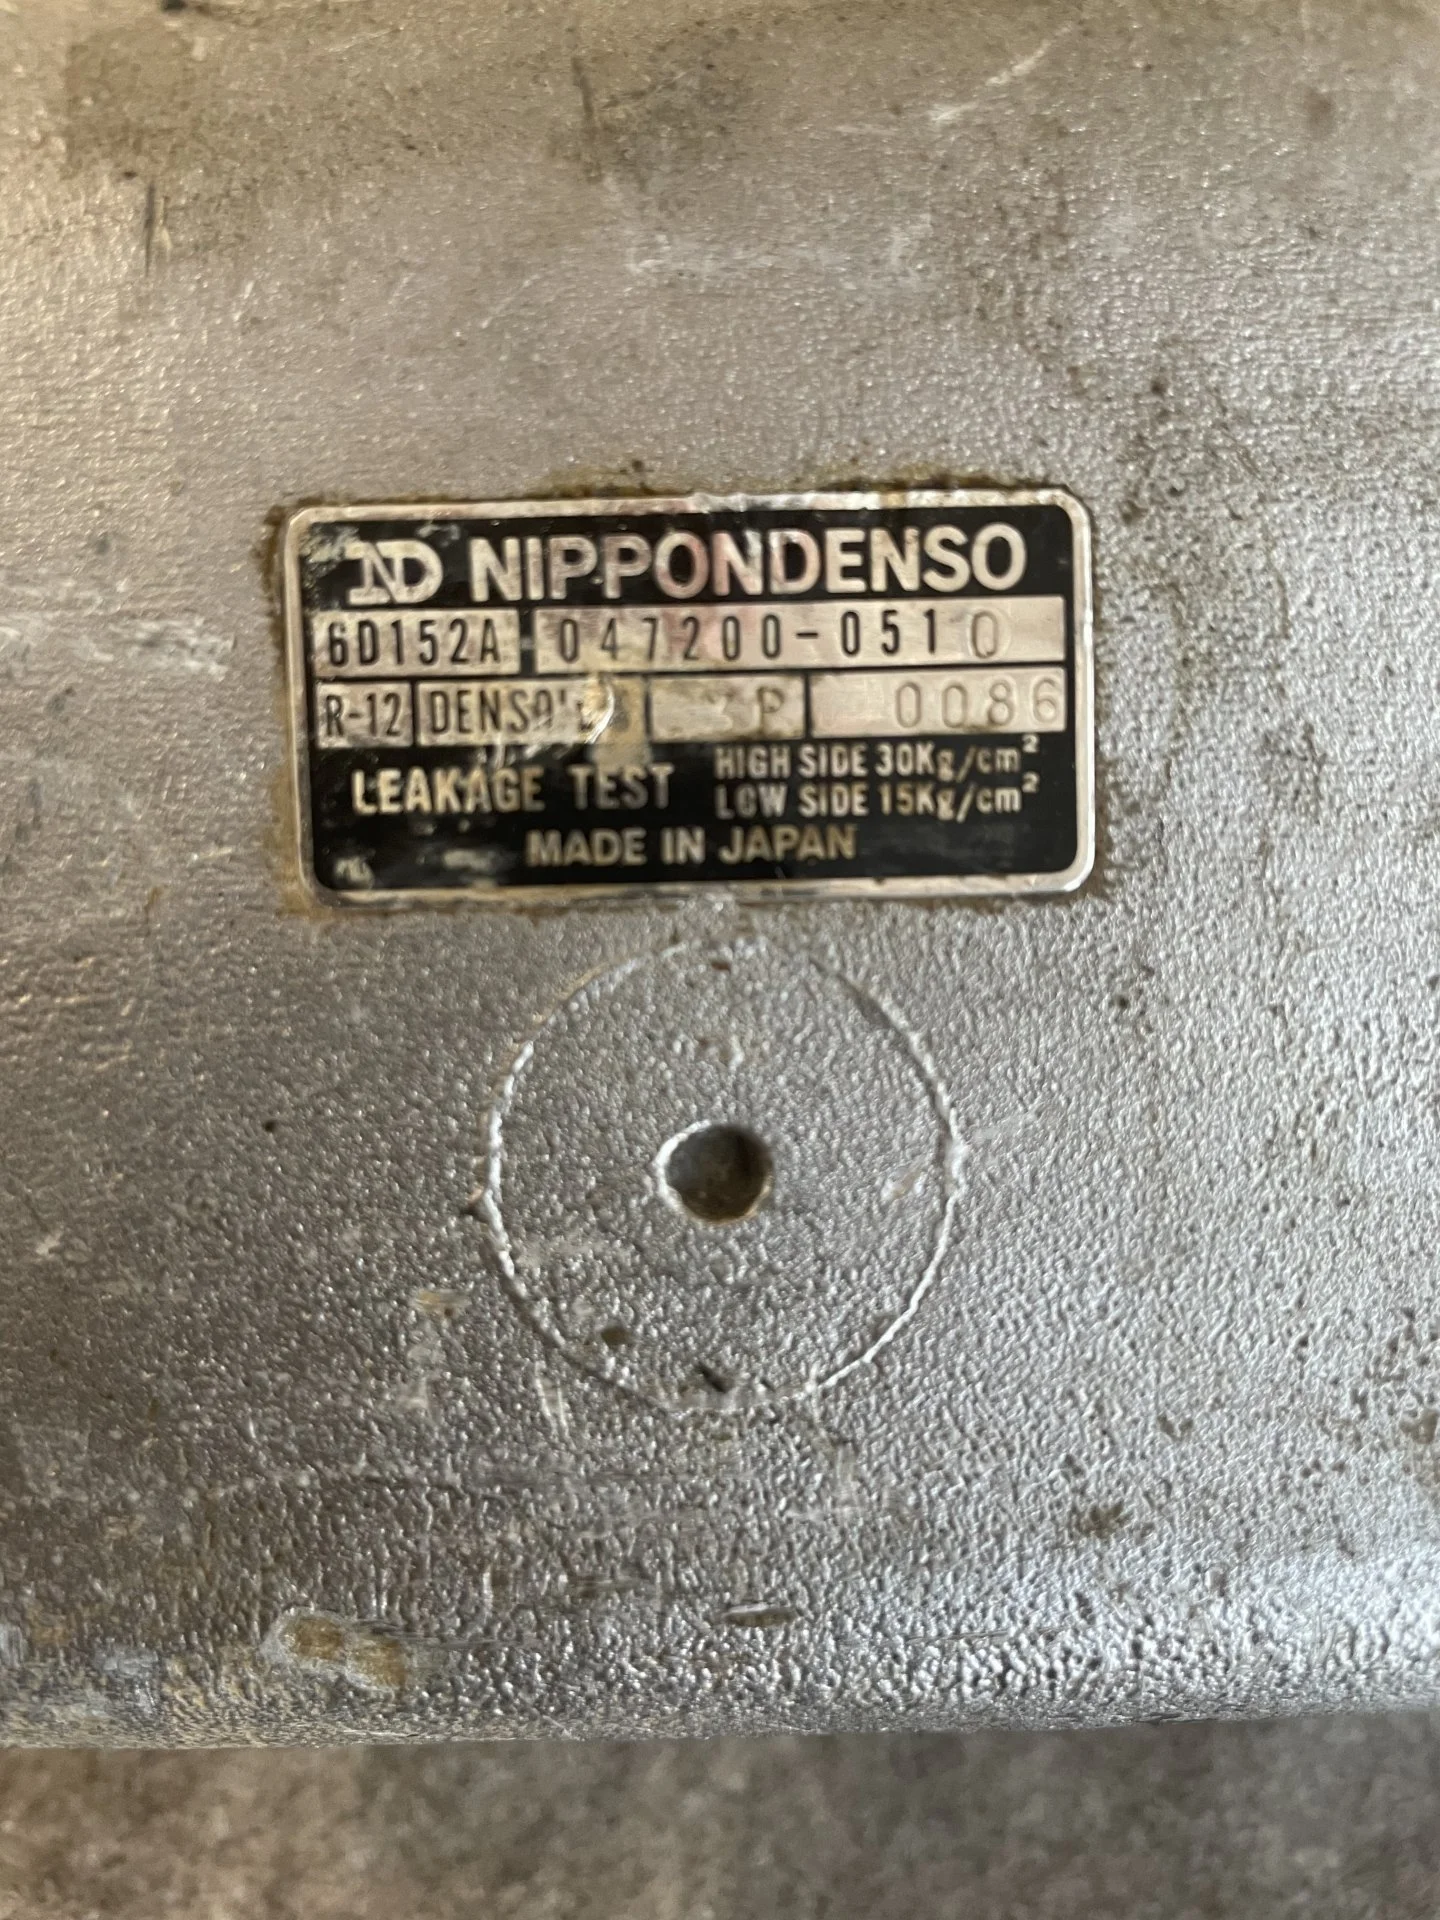 ND NIPPONDENSO
6D152A 047200-0510
R-12 DENSO 0086
LEAKAGE TEST HIGH SIDE 30Kg/cm²
LOW SIDE 15Kg/cm²
MADE IN JAPAN